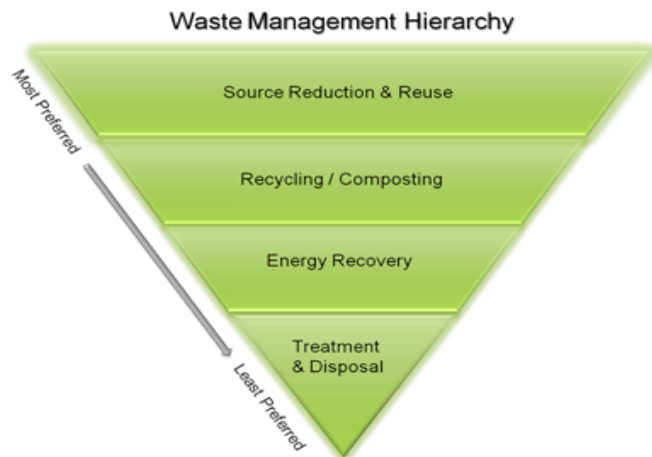 Waste Management Hierarchy
Most Preferred
Source Reduction & Reuse
Recycling / Composting
Energy Recovery
Treatment
& Disposal
Least Preferred